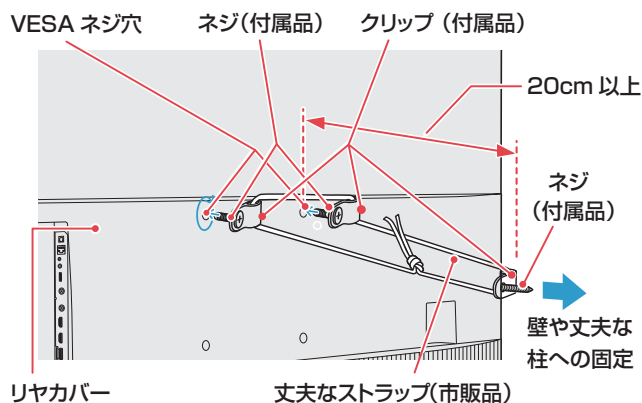 VESA ネジ穴
ネジ(付属品)
クリップ (付属品)
20cm 以上
ネジ
(付属品)
壁や丈夫な
柱への固定
リヤカバー
丈夫なストラップ(市販品)